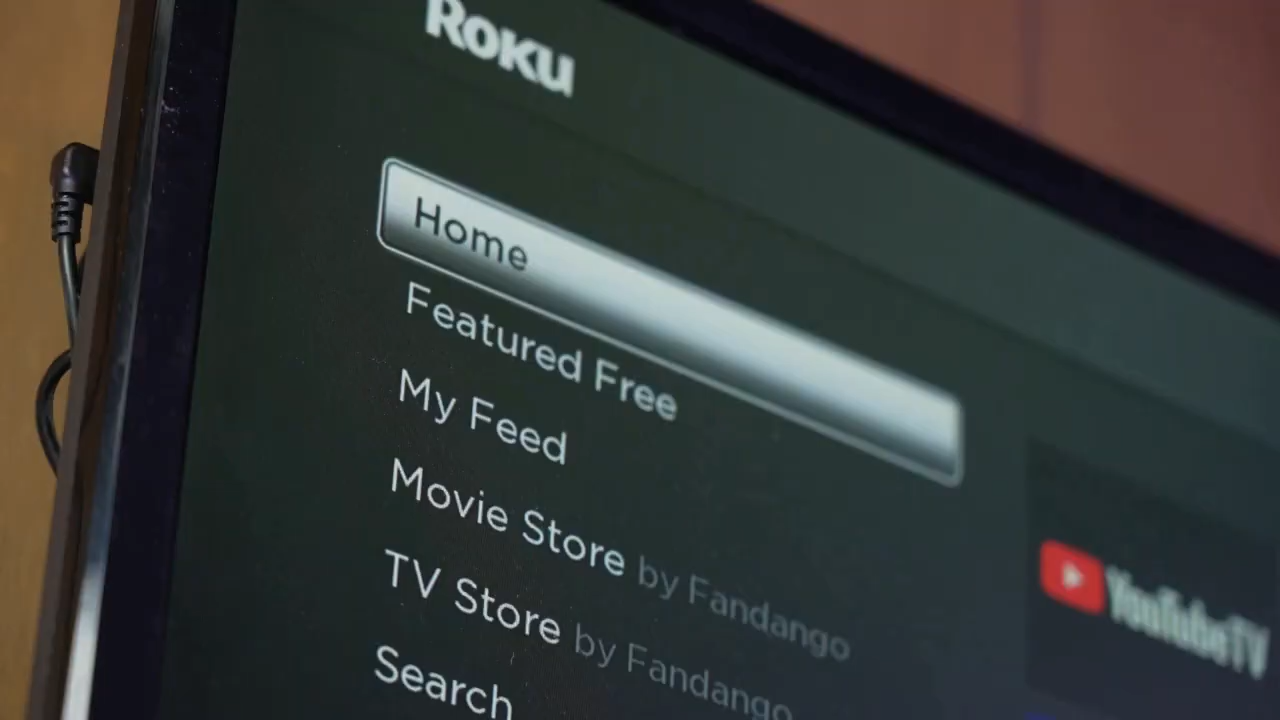 Roku
Home
Featured Free
My Feed
Movie Store by Fandango
TV Store by Fandango
Search
YouTubeTV